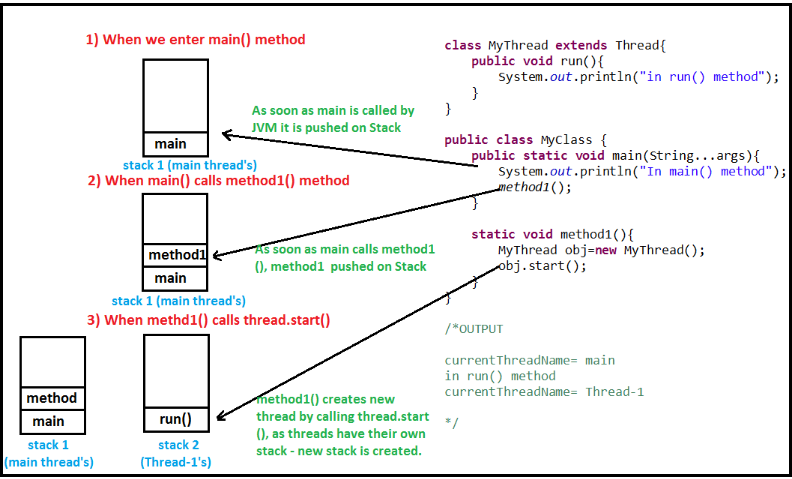 1) When we enter main() method
main
stack 1 (main thread's)
As soon as main is called by
JVM it is pushed on Stack
2) When main() calls method1() method
method1
main
stack 1 (main thread's)
As soon as main calls method1
(), method1 pushed on Stack
3) When methd1() calls thread.start()
method
main
stack 1
(main thread's)
run()
stack 2
(Thread-1's)
method1() creates new
thread by calling thread.start
(), as threads have their own
stack - new stack is created.
class MyThread extends Thread{
public void run(){
System.out.println("in run() method");
}
}
public class MyClass {
public static void main(String...args){
System.out.println("In main() method");
method1();
}
static void method1(){
MyThread obj=new MyThread();
obj.start();
}
}
/*OUTPUT
currentThreadName= main
in run() method
currentThreadName= Thread-1
*/